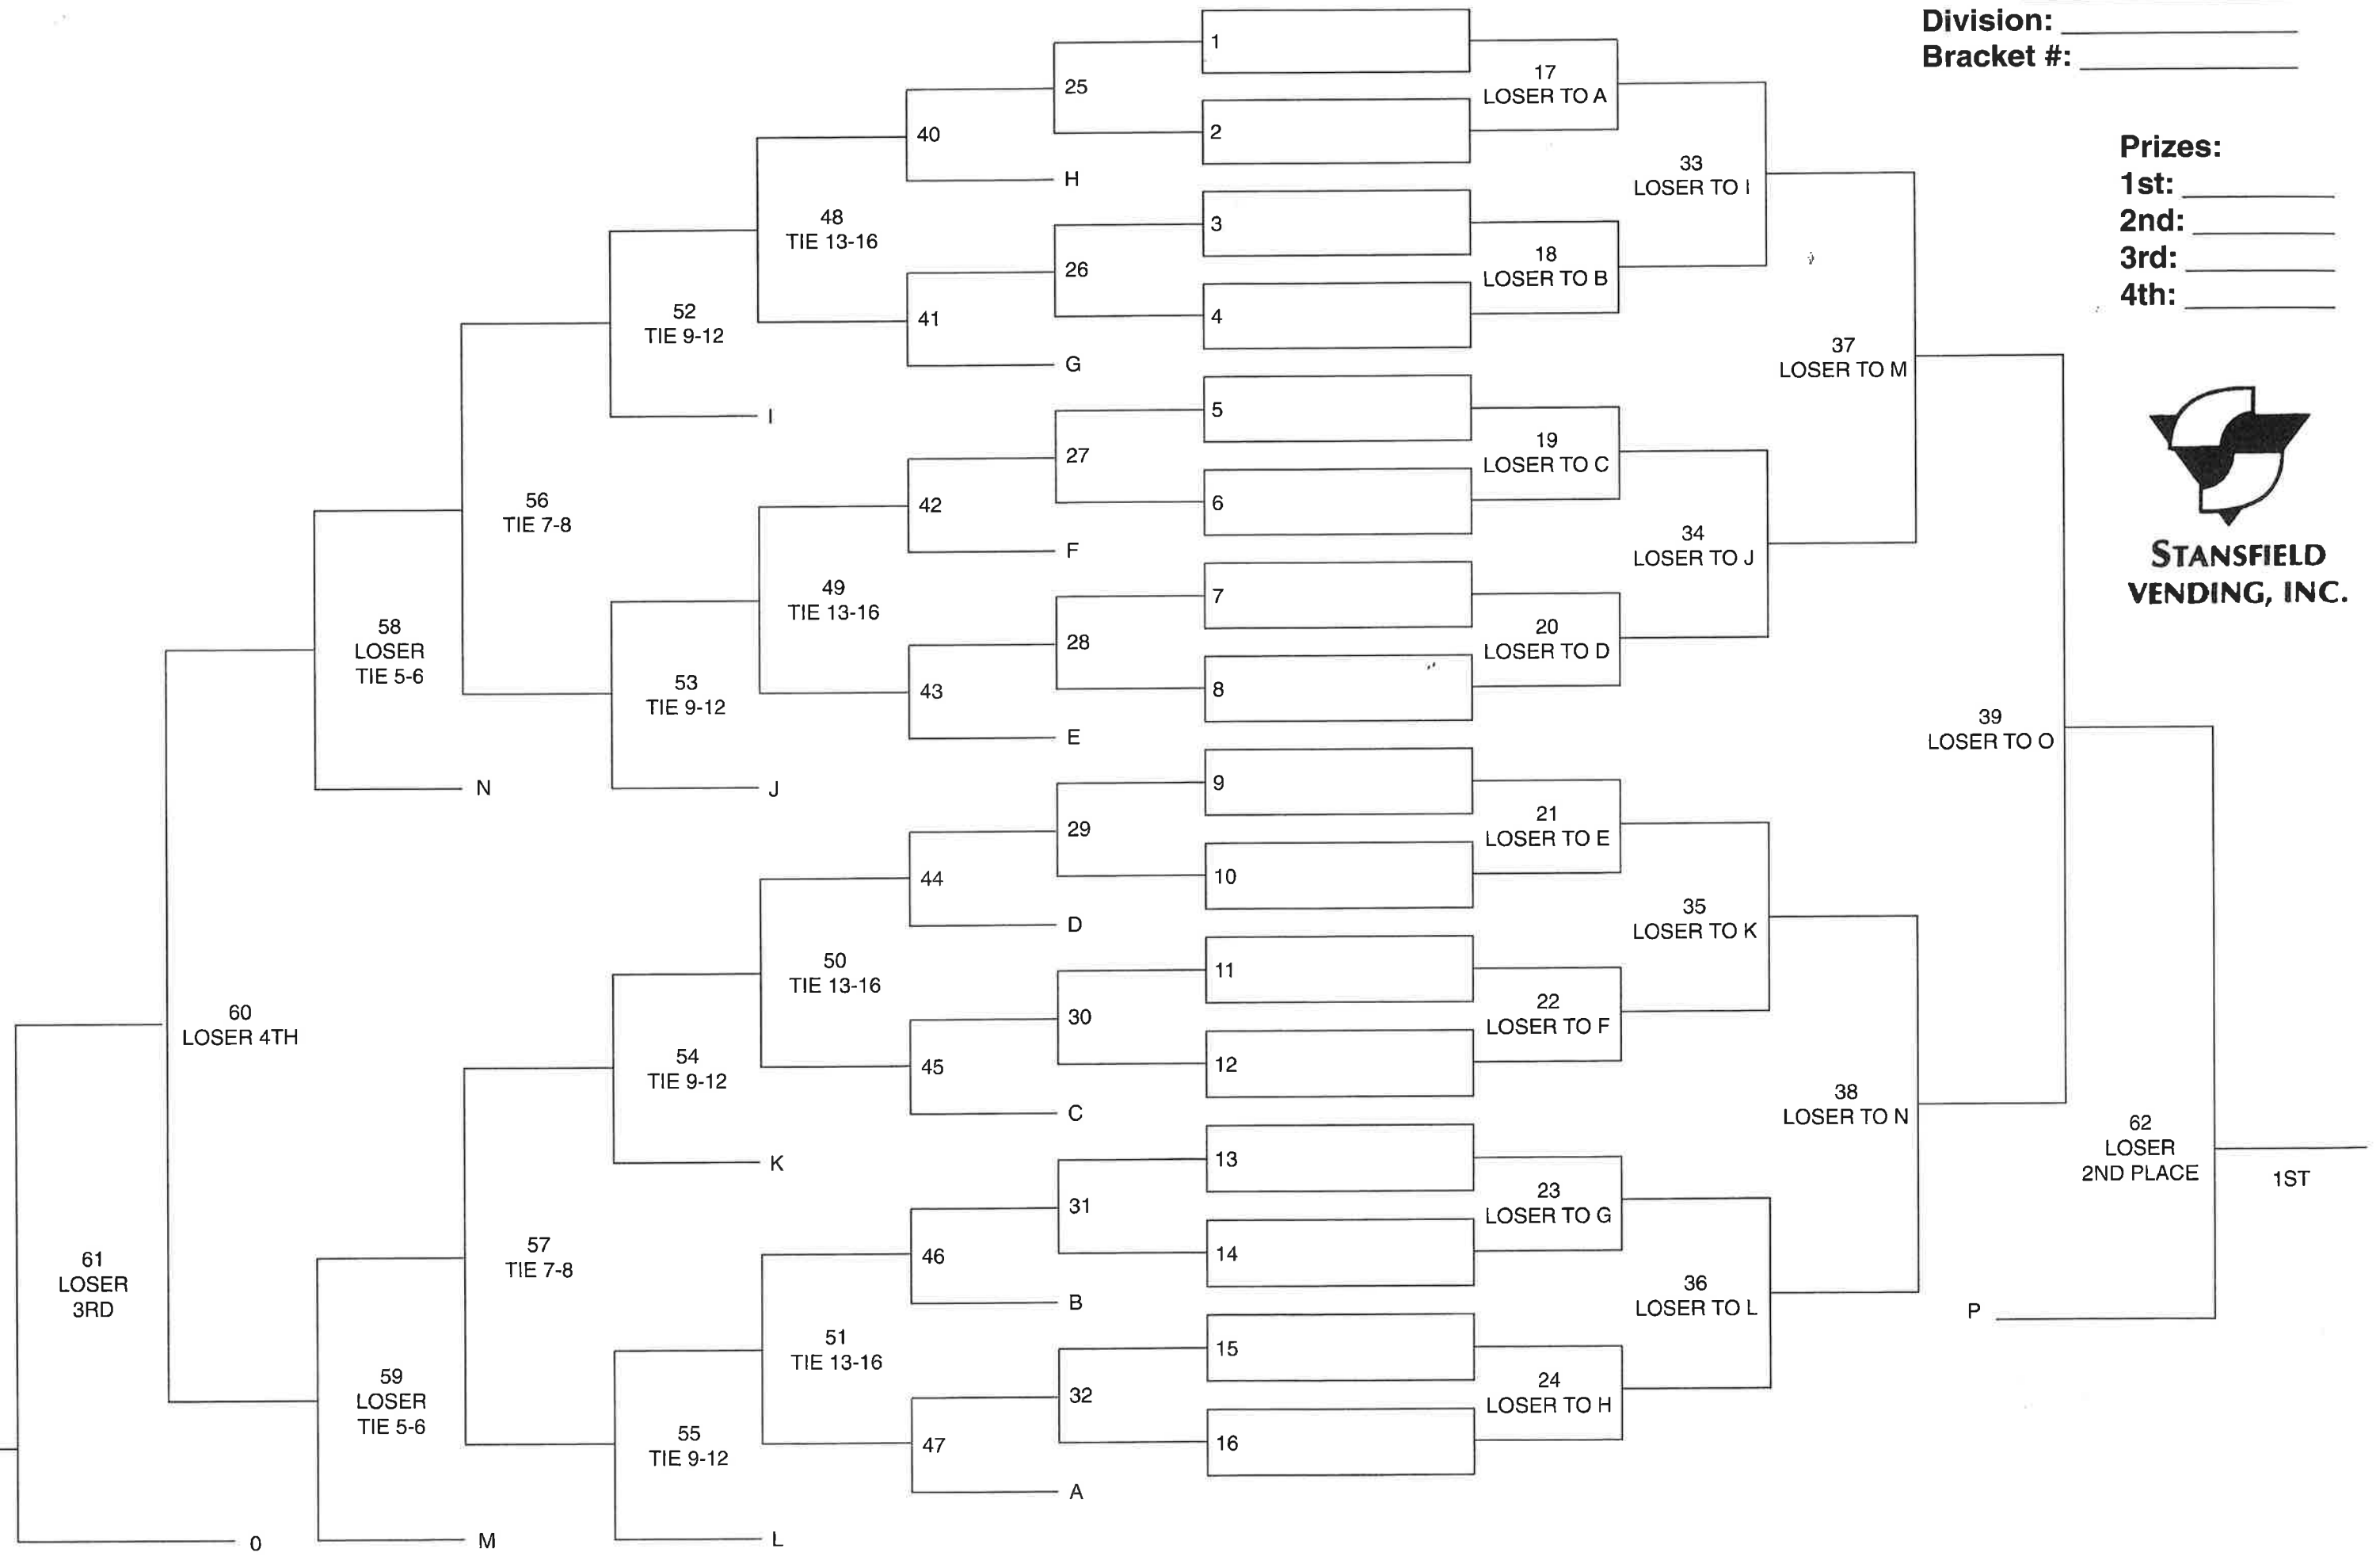 Division:
Bracket #:
Prizes:
1st:
2nd:
3rd:
4th:
STANSFIELD
VENDING, INC.
1
2
3
4
5
6
7
8
9
10
11
12
13
14
15
16
17
LOSER TO A
18
LOSER TO B
19
LOSER TO C
20
LOSER TO D
21
LOSER TO E
22
LOSER TO F
23
LOSER TO G
24
LOSER TO H
33
LOSER TO I
34
LOSER TO J
35
LOSER TO K
36
LOSER TO L
37
LOSER TO M
38
LOSER TO N
39
LOSER TO O
62
LOSER
2ND PLACE
1ST
P
25
26
27
28
29
30
31
32
40
H
41
G
42
F
43
E
44
D
45
C
46
B
47
A
48
TIE 13-16
49
TIE 13-16
50
TIE 13-16
51
TIE 13-16
52
TIE 9-12
I
53
TIE 9-12
J
54
TIE 9-12
K
55
TIE 9-12
L
56
TIE 7-8
57
TIE 7-8
58
LOSER
TIE 5-6
N
59
LOSER
TIE 5-6
M
60
LOSER 4TH
61
LOSER
3RD
0